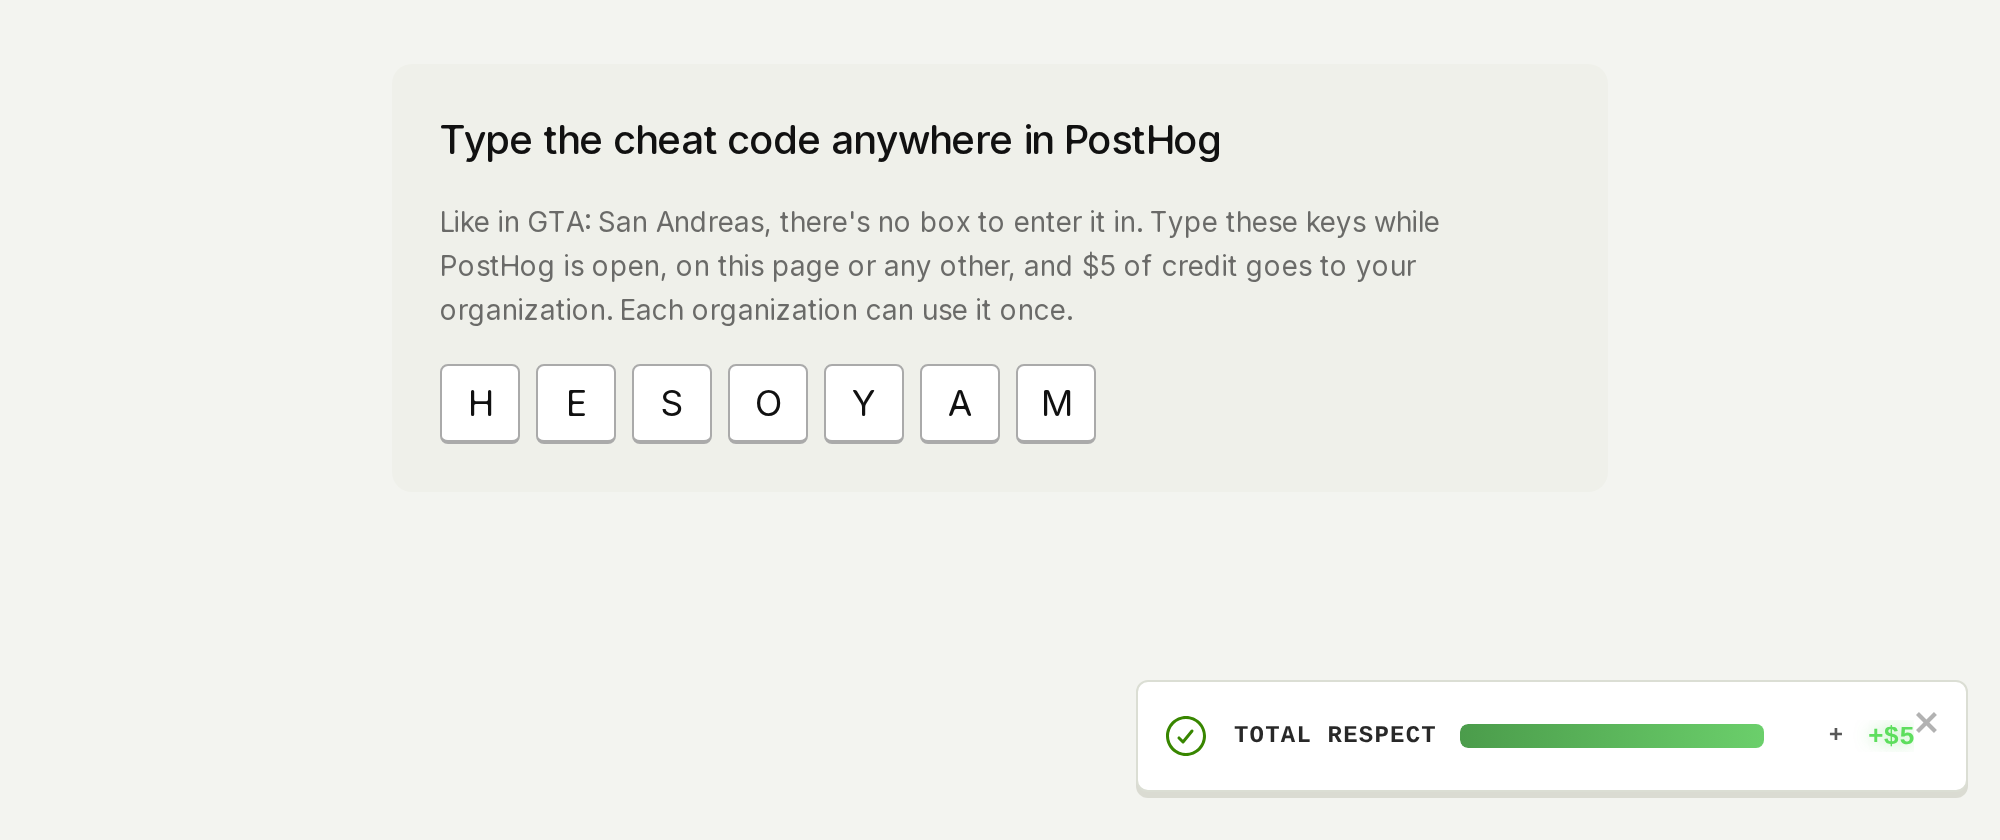 Type the cheat code anywhere in PostHog
Like in GTA: San Andreas, there's no box to enter it in. Type these keys while
PostHog is open, on this page or any other, and $5 of credit goes to your
organization. Each organization can use it once.
H E S O Y A M
TOTAL RESPECT + +$5